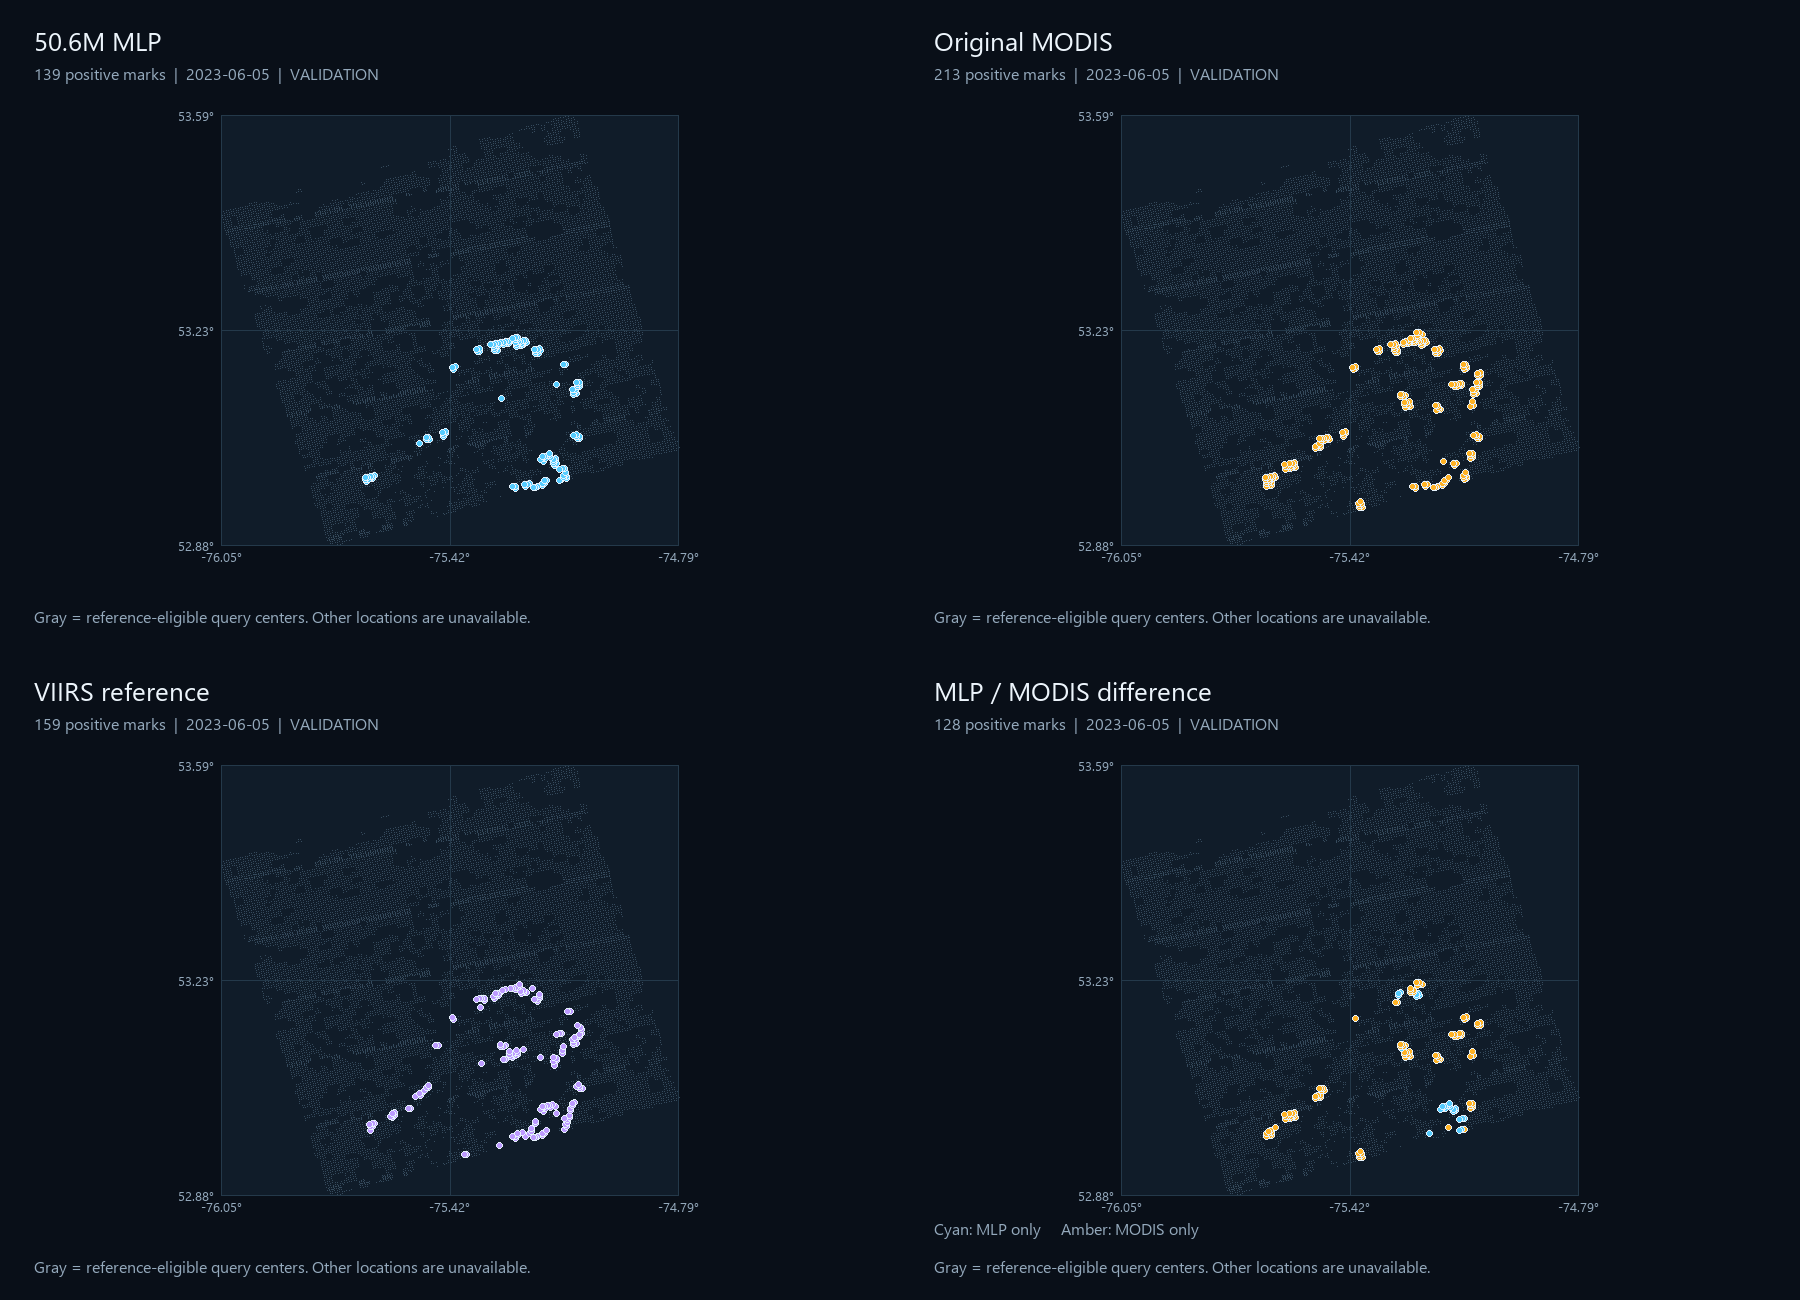 50.6M MLP
139 positive marks | 2023-06-05 | VALIDATION
53.59°
53.23°
52.88°
-76.05°
-75.42°
-74.79°
Gray = reference-eligible query centers. Other locations are unavailable.
Original MODIS
213 positive marks | 2023-06-05 | VALIDATION
53.59°
53.23°
52.88°
-76.05°
-75.42°
-74.79°
Gray = reference-eligible query centers. Other locations are unavailable.
VIIRS reference
159 positive marks | 2023-06-05 | VALIDATION
53.59°
53.23°
52.88°
-76.05°
-75.42°
-74.79°
Gray = reference-eligible query centers. Other locations are unavailable.
MLP / MODIS difference
128 positive marks | 2023-06-05 | VALIDATION
53.59°
53.23°
52.88°
-76.05°
-75.42°
-74.79°
Cyan: MLP only Amber: MODIS only
Gray = reference-eligible query centers. Other locations are unavailable.